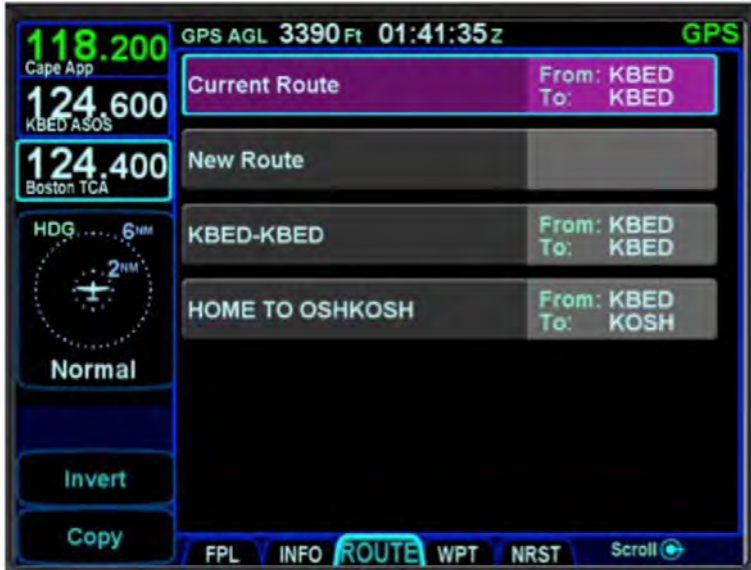 118.200
Cape App
124.600
KBED ASOS
124.400
Boston TCA
HDG 6NM
2NM
Normal
Invert
Copy
GPS AGL 3390 Ft 01:41:35Z GPS
Current Route From: KBED
To: KBED
New Route
KBED-KBED From: KBED
To: KBED
HOME TO OSHKOSH From: KBED
To: KOSH
FPL INFO ROUTE WPT NRST Scroll